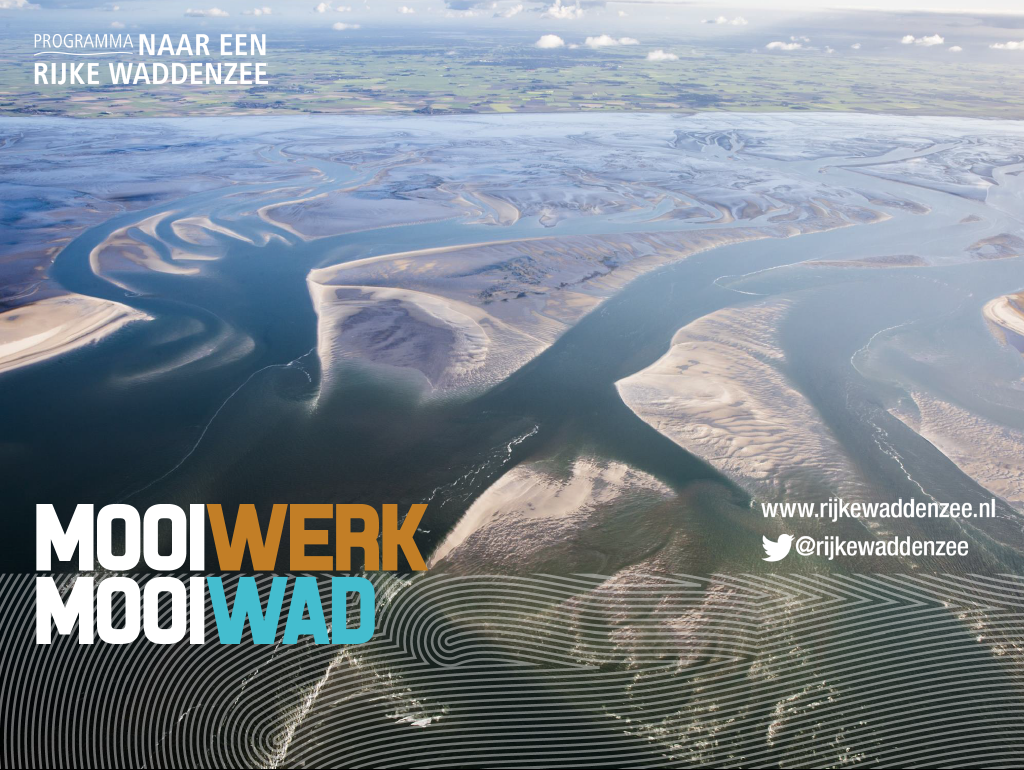 PROGRAMMA NAAR EEN
RIJKE WADDENZEE
MOOIWERK
MOOIWAD
www.rijkewaddenzee.nl
@rijkewaddenzee